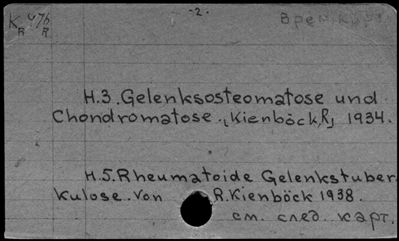 -2-
H.3. Gelenksosteomatose und
Chondromatose. [Kienböck, R] 1934.
H.5. Rheumatoide Gelenkstuber
kulose. Von R. Kienböck 1938.
см. след. карт.